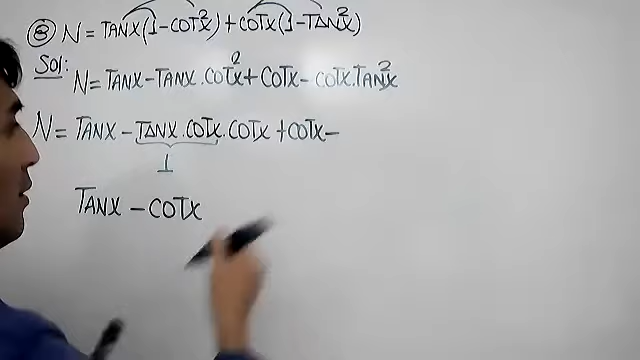 ⑧ N = TANX(1-COT²X)+COTX(1-TAN²X)
Sol:
N= TANX-TANX.COT²X+COTX-COTX.TAN²X
N= TANX - TANX.COTX.COTX +COTX-
1
TANX - COTX